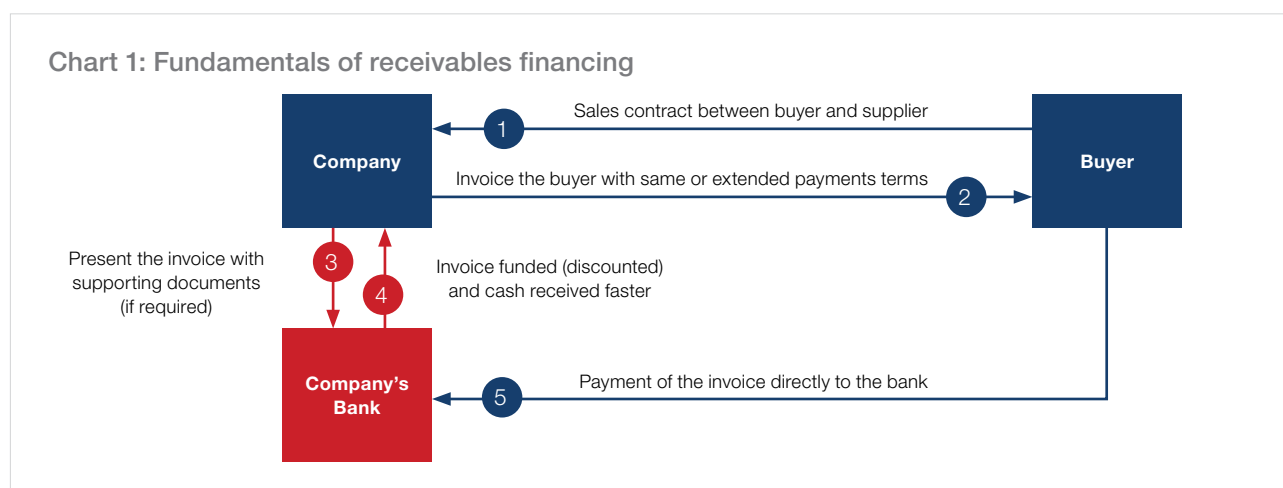 Chart 1: Fundamentals of receivables financing
Sales contract between buyer and supplier
1
Company
Buyer
Invoice the buyer with same or extended payments terms
2
Present the invoice with
supporting documents
(if required)
3
4
Invoice funded (discounted)
and cash received faster
Company's
Bank
Payment of the invoice directly to the bank
5